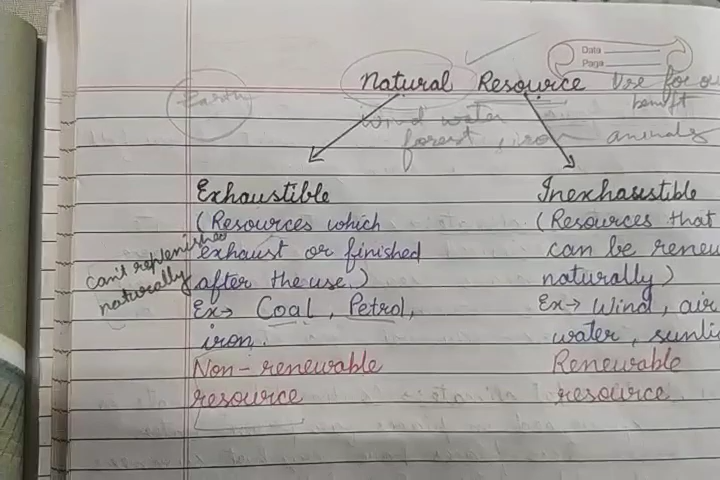 Date
Page
Natural Resource Use for ou
benefit
Earth
Wind water
forest, iron animals
Exhaustible
(Resources which
exhaust or finished
after the use.)
Ex→ Coal, Petrol,
iron.
Non-renewable
resource
can't replenished
naturally
Inexhaustible
(Resources that
can be renew
naturally)
Ex→ Wind, air
water, sunli
Renewable
resource